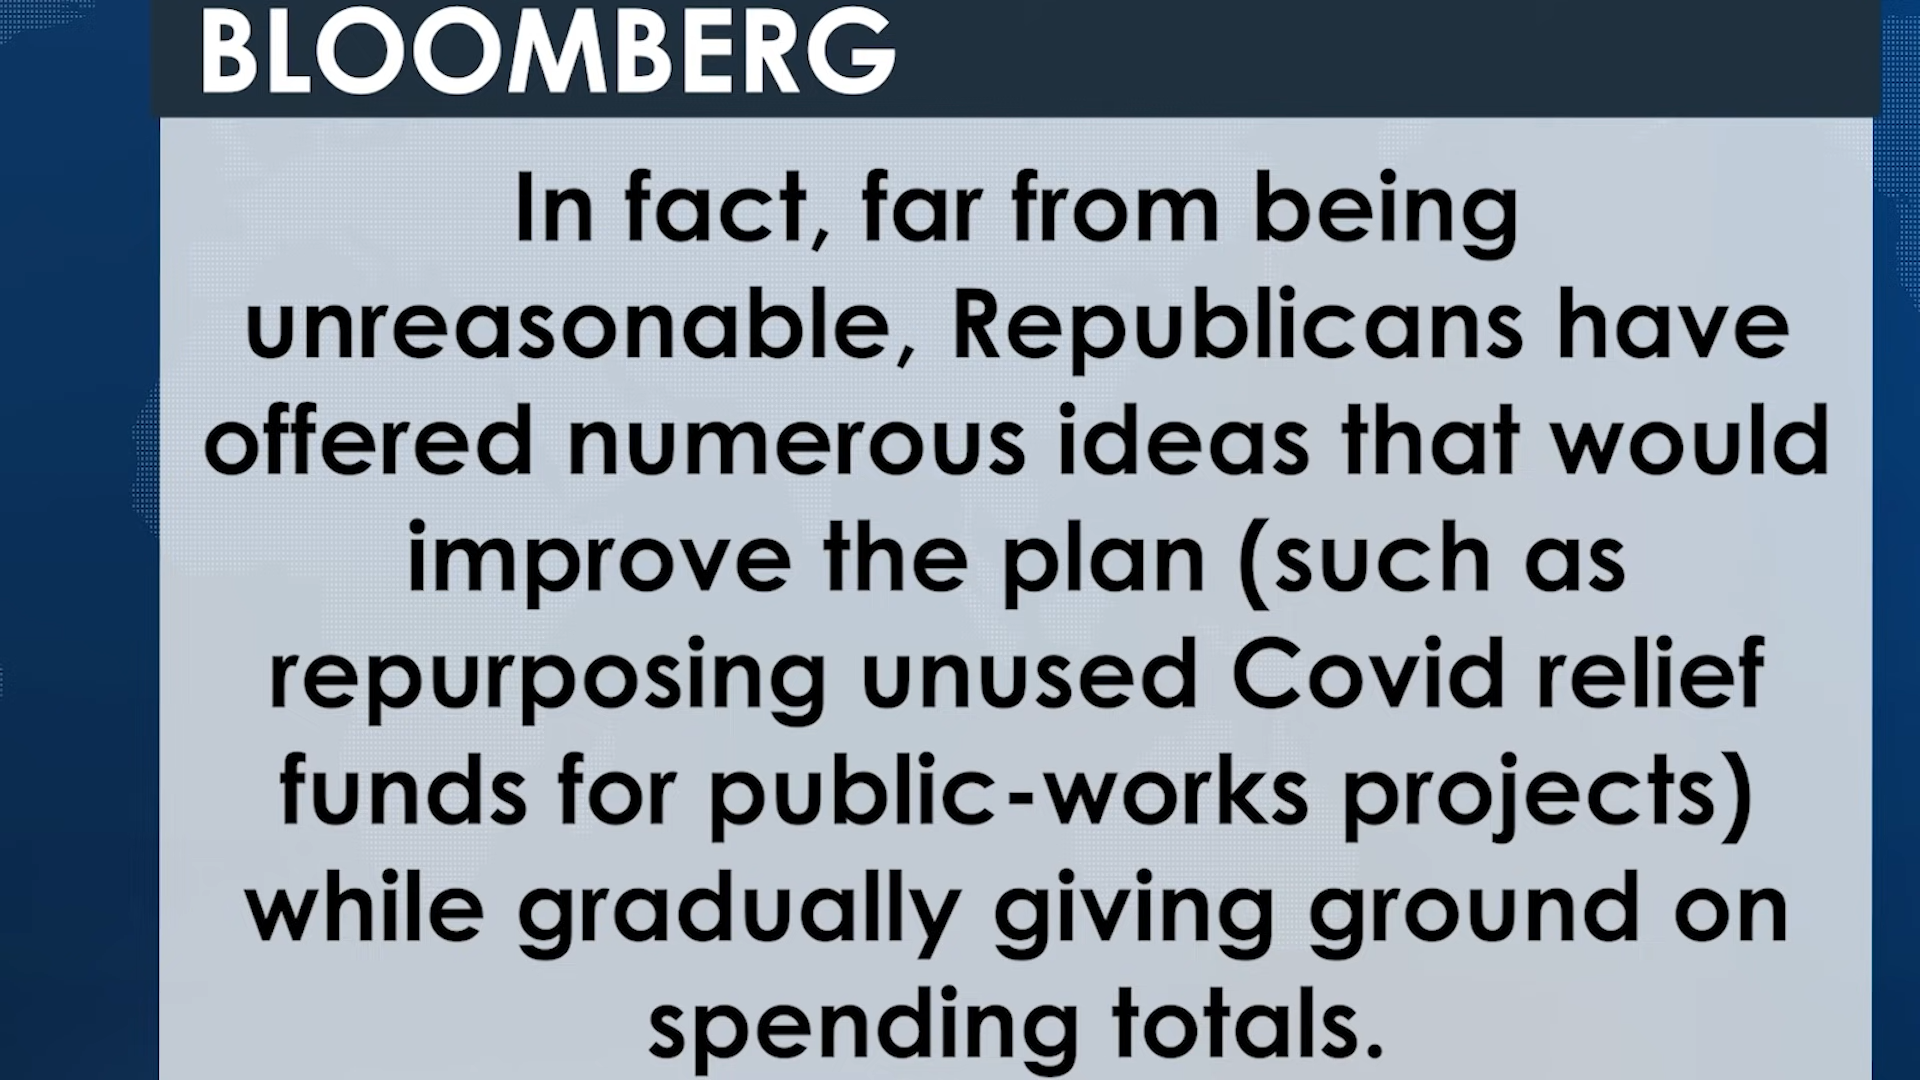 BLOOMBERG
In fact, far from being
unreasonable, Republicans have
offered numerous ideas that would
improve the plan (such as
repurposing unused Covid relief
funds for public-works projects)
while gradually giving ground on
spending totals.